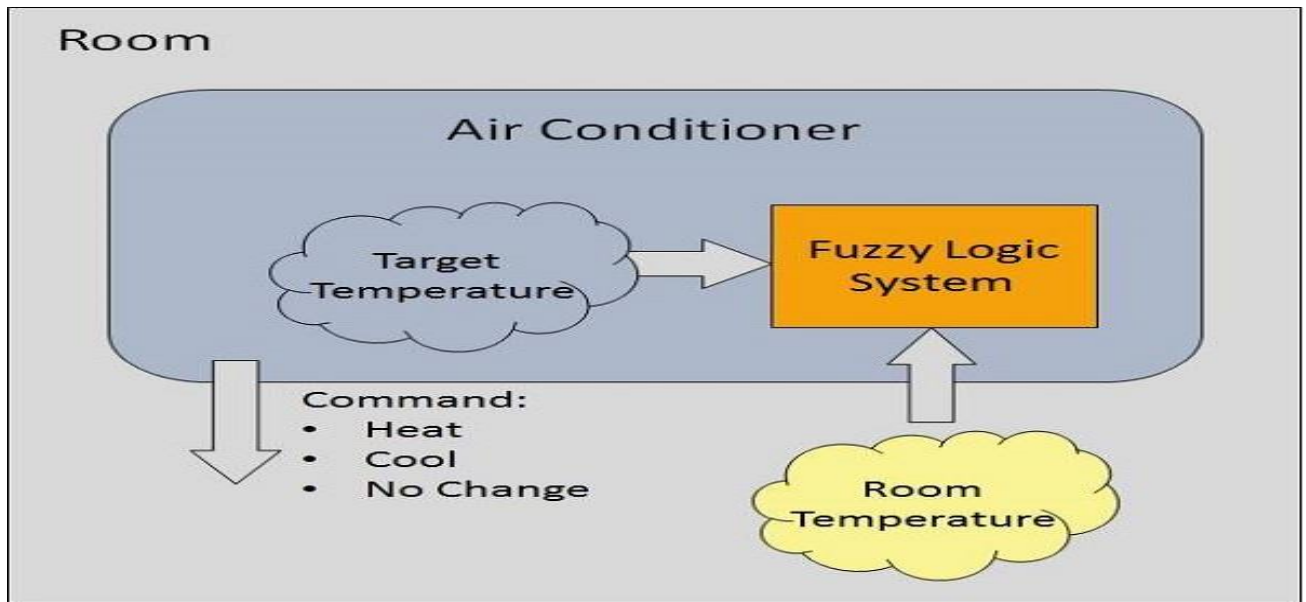 Room
Air Conditioner
Target
Temperature
Fuzzy Logic
System
Command:
• Heat
• Cool
• No Change
Room
Temperature